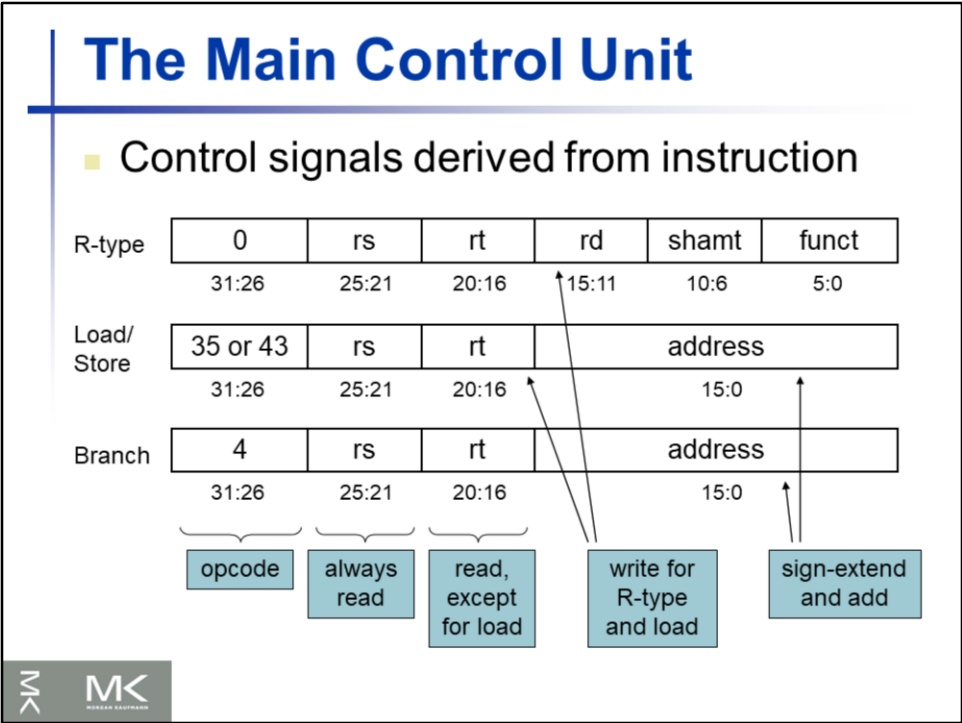 The Main Control Unit
Control signals derived from instruction
R-type 0 rs rt rd shamt funct
31:26 25:21 20:16 15:11 10:6 5:0
Load/
Store
35 or 43 rs rt address
31:26 25:21 20:16 15:0
Branch 4 rs rt address
31:26 25:21 20:16 15:0
opcode
always
read
read,
except
for load
write for
R-type
and load
sign-extend
and add
MK
MK
MORGAN KAUFMANN